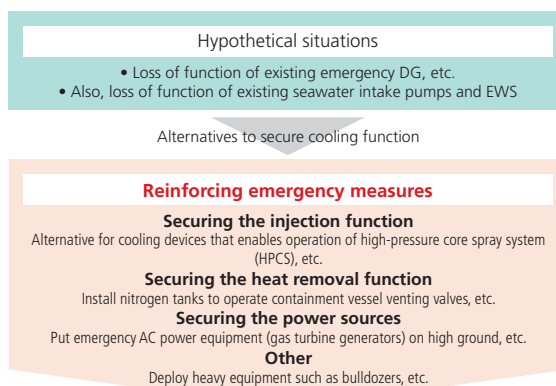 Hypothetical situations
• Loss of function of existing emergency DG, etc.
• Also, loss of function of existing seawater intake pumps and EWS
Alternatives to secure cooling function
Reinforcing emergency measures
Securing the injection function
Alternative for cooling devices that enables operation of high-pressure core spray system
(HPCS), etc.
Securing the heat removal function
Install nitrogen tanks to operate containment vessel venting valves, etc.
Securing the power sources
Put emergency AC power equipment (gas turbine generators) on high ground, etc.
Other
Deploy heavy equipment such as bulldozers, etc.